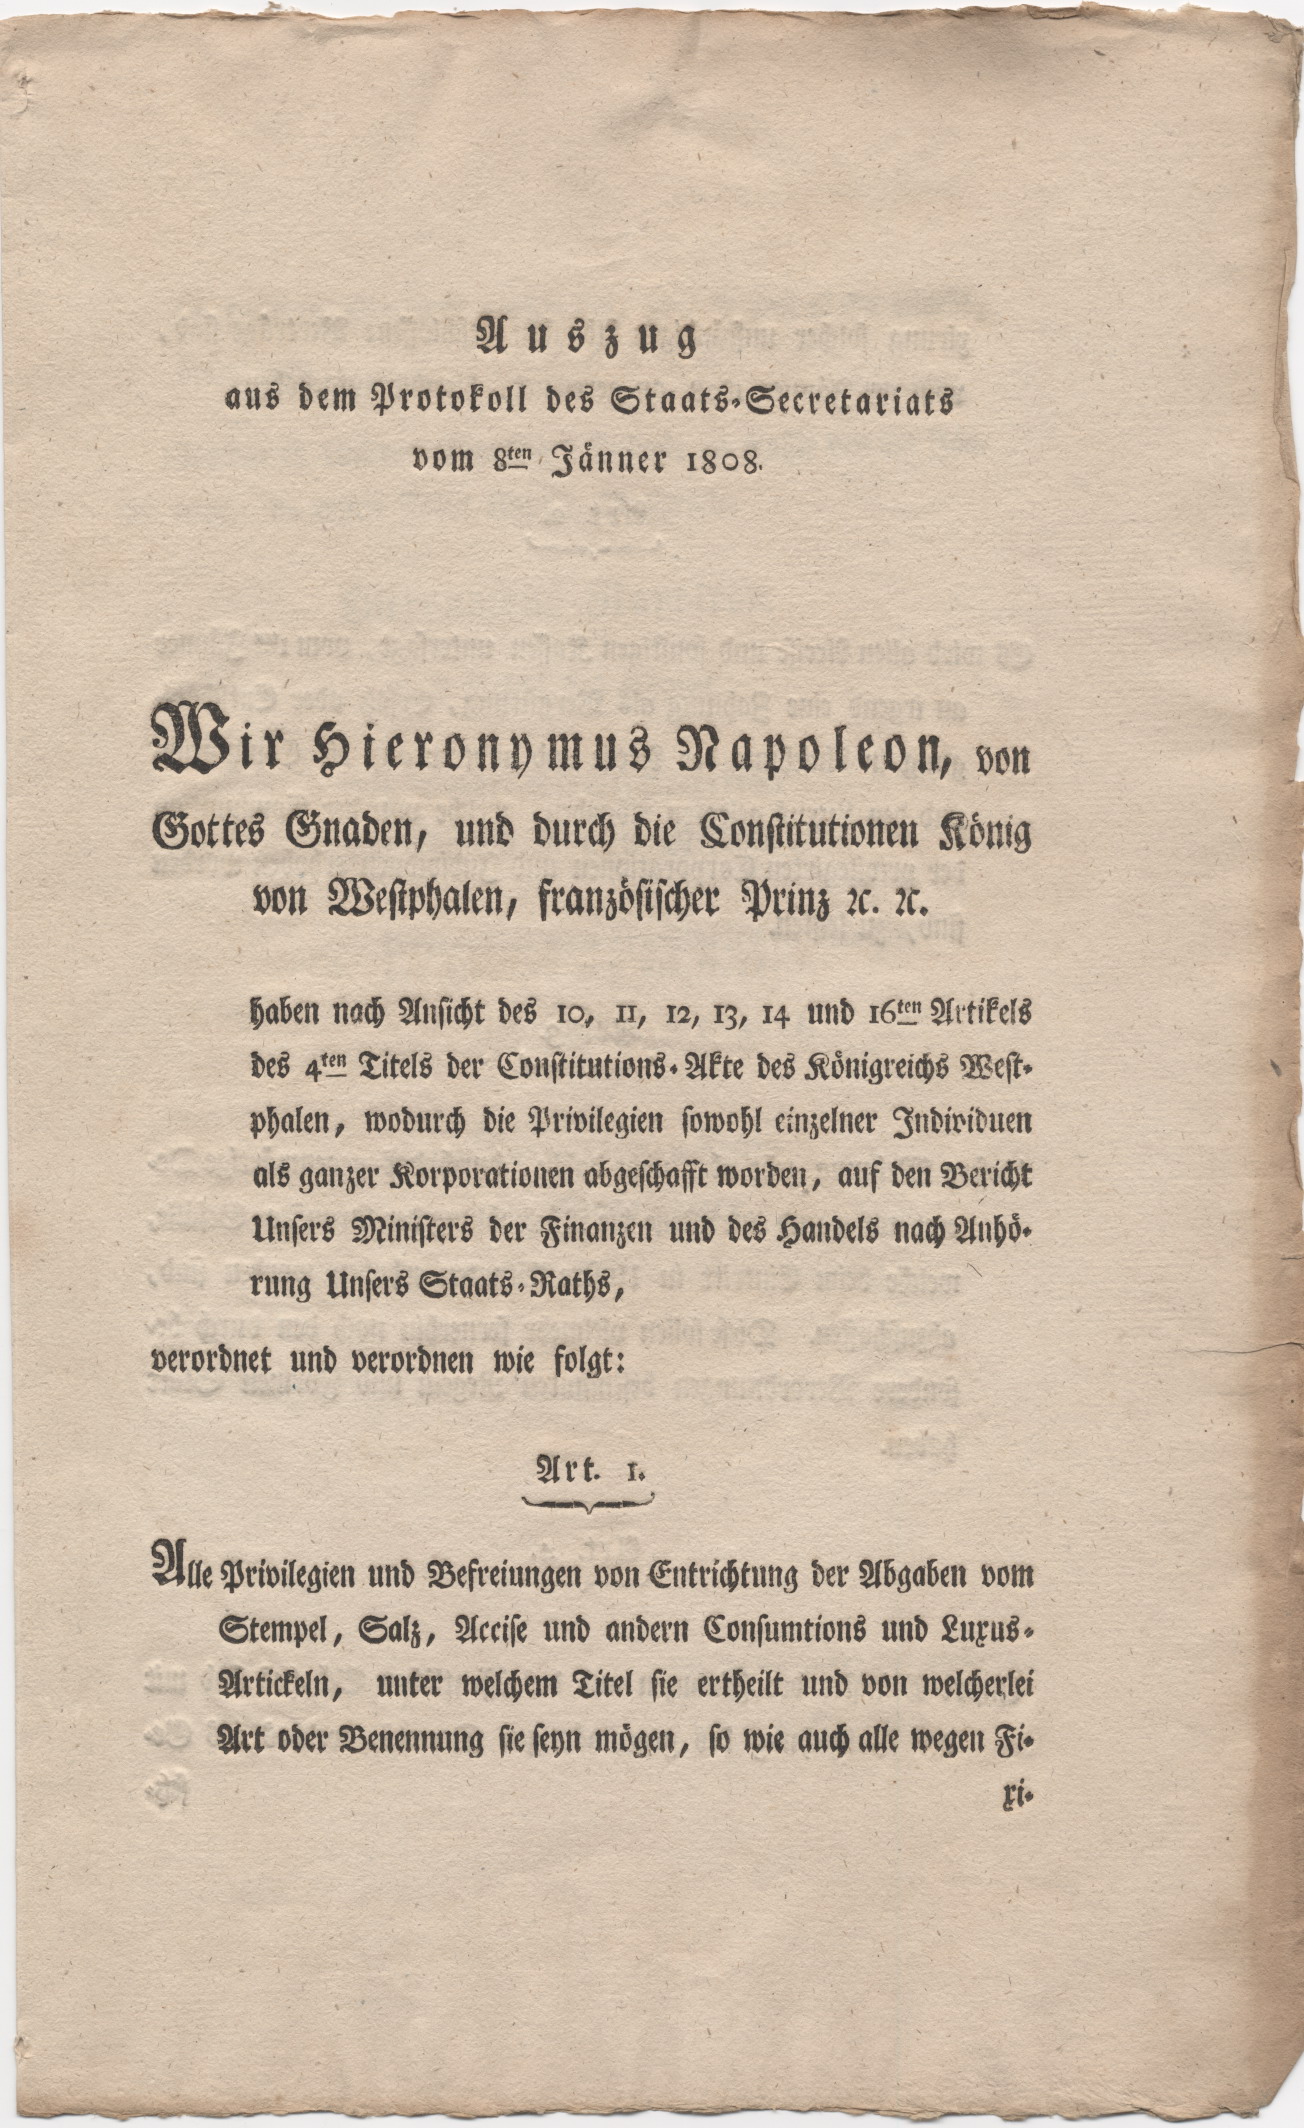 Auszug
aus dem Protokoll des Staats-Secretariats
vom 8ten Jänner 1808.
Wir Hieronymus Napoleon, von
Gottes Gnaden, und durch die Constitutionen König
von Westphalen, französischer Prinz ꝛc. ꝛc.
haben nach Ansicht des 10, 11, 12, 13, 14 und 16ten Artikels
des 4ten Titels der Constitutions-Akte des Königreichs West-
phalen, wodurch die Privilegien sowohl einzelner Individuen
als ganzer Korporationen abgeschafft worden, auf den Bericht
Unsers Ministers der Finanzen und des Handels nach Anhö-
rung Unsers Staats-Raths,
verordnet und verordnen wie folgt:
Art. 1.
Alle Privilegien und Befreiungen von Entrichtung der Abgaben vom
Stempel, Salz, Accise und andern Consumtions und Luxus-
Artickeln, unter welchem Titel sie ertheilt und von welcherlei
Art oder Benennung sie seyn mögen, so wie auch alle wegen Fi-
xi-